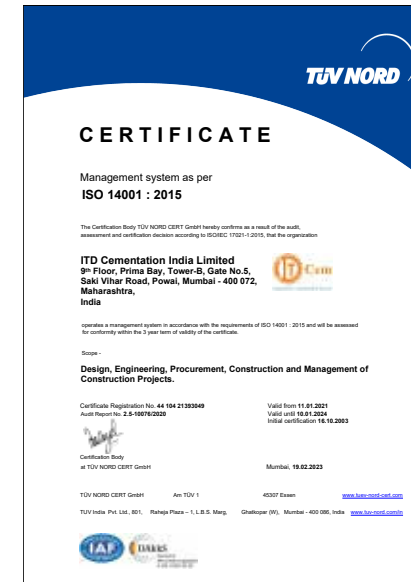 TÜV NORD
CERTIFICATE
Management system as per
ISO 14001 : 2015
The Certification Body TÜV NORD CERT GmbH hereby confirms as a result of the audit,
assessment and certification decision according to ISO/IEC 17021-1:2015, that the organization
ITD Cementation India Limited
9th Floor, Prima Bay, Tower-B, Gate No.5,
Saki Vihar Road, Powai, Mumbai - 400 072,
Maharashtra,
India
ITD Cem
operates a management system in accordance with the requirements of ISO 14001 : 2015 and will be assessed
for conformity within the 3 year term of validity of the certificate.
Scope -
Design, Engineering, Procurement, Construction and Management of
Construction Projects.
Certificate Registration No. 44 104 21393049
Audit Report No. 2.5-10076/2020
Valid from 11.01.2021
Valid until 10.01.2024
Initial certification 16.10.2003
Certification Body
at TÜV NORD CERT GmbH
Mumbai, 19.02.2023
TÜV NORD CERT GmbH Am TÜV 1 45307 Essen www.tuev-nord-cert.com
TUV India Pvt. Ltd., 801, Raheja Plaza – 1, L.B.S. Marg, Ghatkopar (W), Mumbai - 400 086, India www.tuv-nord.com/in
IAF
DAkkS